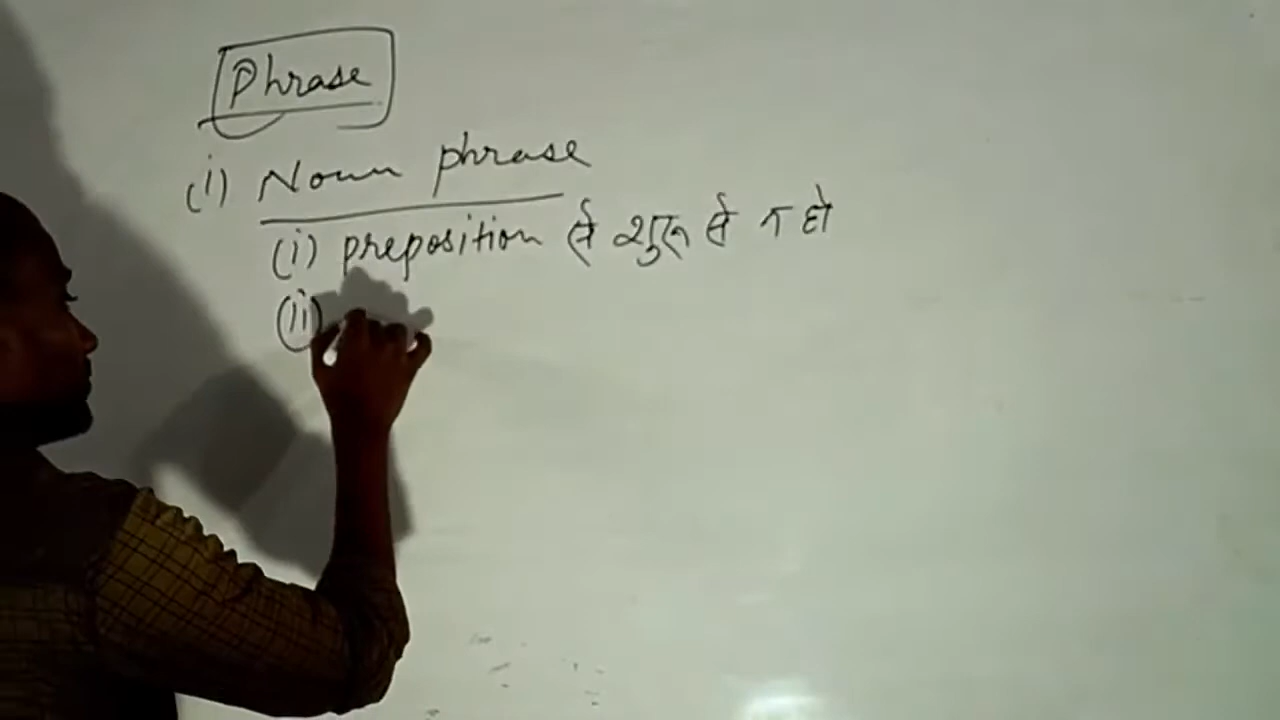 Phrase
(i) Noun phrase
(i) preposition से शुरू से न हो
(ii)